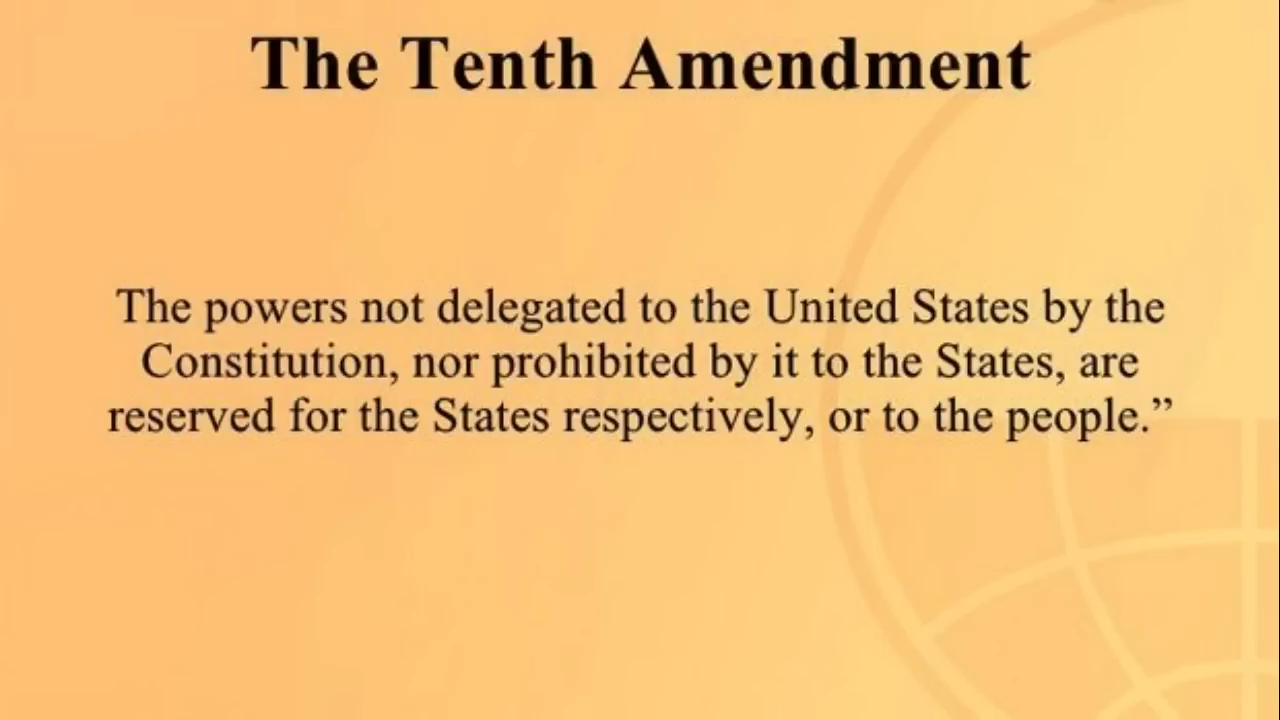 The Tenth Amendment
The powers not delegated to the United States by the
Constitution, nor prohibited by it to the States, are
reserved for the States respectively, or to the people.”